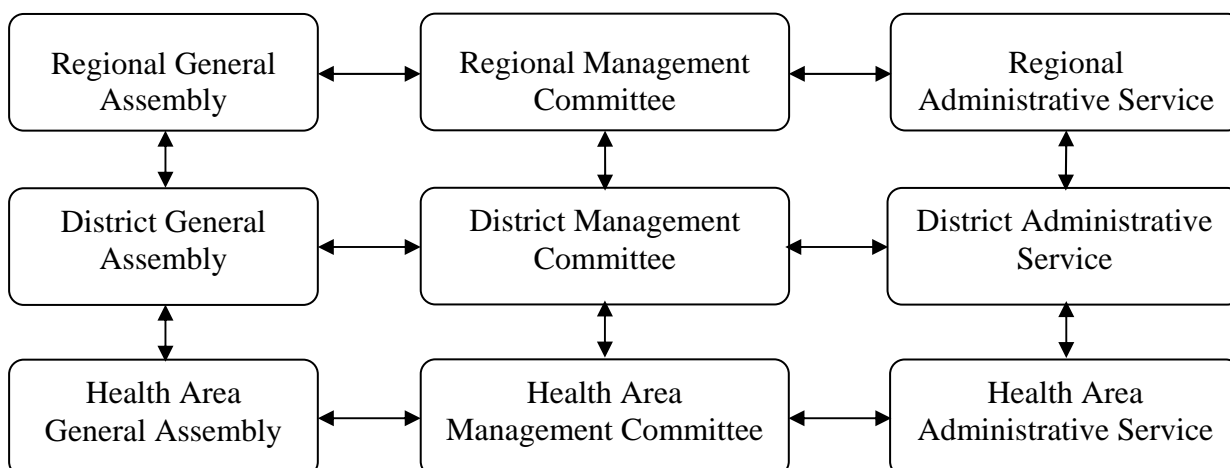 Regional General
Assembly
Regional Management
Committee
Regional
Administrative Service
District General
Assembly
District Management
Committee
District Administrative
Service
Health Area
General Assembly
Health Area
Management Committee
Health Area
Administrative Service